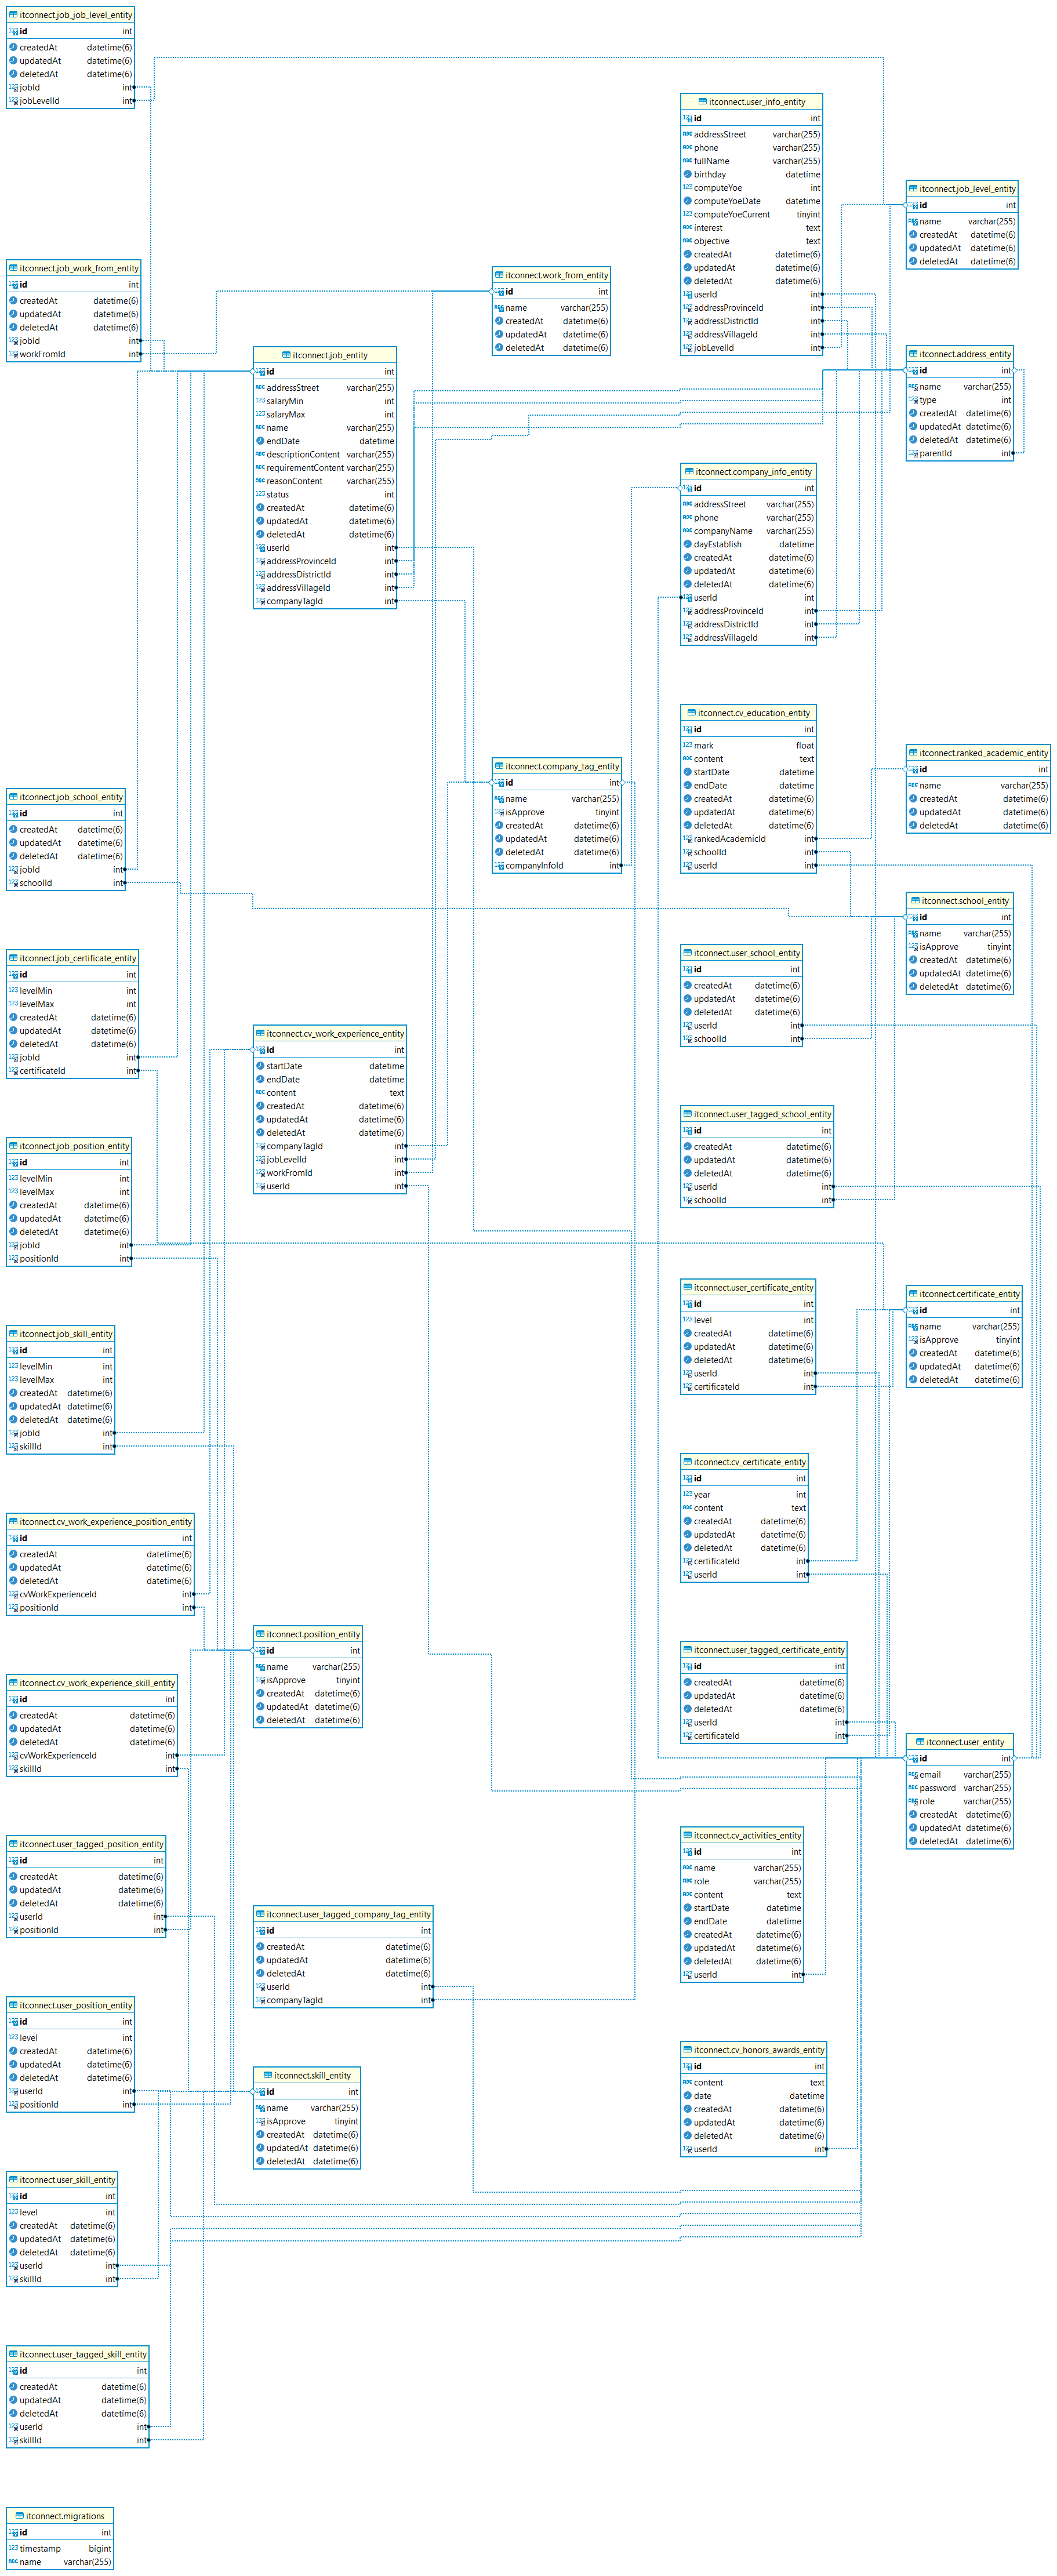 itconnect.job_job_level_entity
id int
createdAt datetime(6)
updatedAt datetime(6)
deletedAt datetime(6)
jobId int
jobLevelId int
itconnect.job_work_from_entity
id int
createdAt datetime(6)
updatedAt datetime(6)
deletedAt datetime(6)
jobId int
workFromId int
itconnect.job_school_entity
id int
createdAt datetime(6)
updatedAt datetime(6)
deletedAt datetime(6)
jobId int
schoolId int
itconnect.job_certificate_entity
id int
levelMin int
levelMax int
createdAt datetime(6)
updatedAt datetime(6)
deletedAt datetime(6)
jobId int
certificateId int
itconnect.job_position_entity
id int
levelMin int
levelMax int
createdAt datetime(6)
updatedAt datetime(6)
deletedAt datetime(6)
jobId int
positionId int
itconnect.job_skill_entity
id int
levelMin int
levelMax int
createdAt datetime(6)
updatedAt datetime(6)
deletedAt datetime(6)
jobId int
skillId int
itconnect.cv_work_experience_position_entity
id int
createdAt datetime(6)
updatedAt datetime(6)
deletedAt datetime(6)
cvWorkExperienceId int
positionId int
itconnect.cv_work_experience_skill_entity
id int
createdAt datetime(6)
updatedAt datetime(6)
deletedAt datetime(6)
cvWorkExperienceId int
skillId int
itconnect.user_tagged_position_entity
id int
createdAt datetime(6)
updatedAt datetime(6)
deletedAt datetime(6)
userId int
positionId int
itconnect.user_position_entity
id int
level int
createdAt datetime(6)
updatedAt datetime(6)
deletedAt datetime(6)
userId int
positionId int
itconnect.user_skill_entity
id int
level int
createdAt datetime(6)
updatedAt datetime(6)
deletedAt datetime(6)
userId int
skillId int
itconnect.user_tagged_skill_entity
id int
createdAt datetime(6)
updatedAt datetime(6)
deletedAt datetime(6)
userId int
skillId int
itconnect.migrations
id int
timestamp bigint
name varchar(255)
itconnect.job_entity
id int
addressStreet varchar(255)
salaryMin int
salaryMax int
name varchar(255)
endDate datetime
descriptionContent varchar(255)
requirementContent varchar(255)
reasonContent varchar(255)
status int
createdAt datetime(6)
updatedAt datetime(6)
deletedAt datetime(6)
userId int
addressProvinceId int
addressDistrictId int
addressVillageId int
companyTagId int
itconnect.cv_work_experience_entity
id int
startDate datetime
endDate datetime
content text
createdAt datetime(6)
updatedAt datetime(6)
deletedAt datetime(6)
companyTagId int
jobLevelId int
workFromId int
userId int
itconnect.position_entity
id int
name varchar(255)
isApprove tinyint
createdAt datetime(6)
updatedAt datetime(6)
deletedAt datetime(6)
itconnect.user_tagged_company_tag_entity
id int
createdAt datetime(6)
updatedAt datetime(6)
deletedAt datetime(6)
userId int
companyTagId int
itconnect.skill_entity
id int
name varchar(255)
isApprove tinyint
createdAt datetime(6)
updatedAt datetime(6)
deletedAt datetime(6)
itconnect.work_from_entity
id int
name varchar(255)
createdAt datetime(6)
updatedAt datetime(6)
deletedAt datetime(6)
itconnect.company_tag_entity
id int
name varchar(255)
isApprove tinyint
createdAt datetime(6)
updatedAt datetime(6)
deletedAt datetime(6)
companyInfoId int
itconnect.user_info_entity
id int
addressStreet varchar(255)
phone varchar(255)
fullName varchar(255)
birthday datetime
computeYoe int
computeYoeDate datetime
computeYoeCurrent tinyint
interest text
objective text
createdAt datetime(6)
updatedAt datetime(6)
deletedAt datetime(6)
userId int
addressProvinceId int
addressDistrictId int
addressVillageId int
jobLevelId int
itconnect.company_info_entity
id int
addressStreet varchar(255)
phone varchar(255)
companyName varchar(255)
dayEstablish datetime
createdAt datetime(6)
updatedAt datetime(6)
deletedAt datetime(6)
userId int
addressProvinceId int
addressDistrictId int
addressVillageId int
itconnect.cv_education_entity
id int
mark float
content text
startDate datetime
endDate datetime
createdAt datetime(6)
updatedAt datetime(6)
deletedAt datetime(6)
rankedAcademicId int
schoolId int
userId int
itconnect.user_school_entity
id int
createdAt datetime(6)
updatedAt datetime(6)
deletedAt datetime(6)
userId int
schoolId int
itconnect.user_tagged_school_entity
id int
createdAt datetime(6)
updatedAt datetime(6)
deletedAt datetime(6)
userId int
schoolId int
itconnect.user_certificate_entity
id int
level int
createdAt datetime(6)
updatedAt datetime(6)
deletedAt datetime(6)
userId int
certificateId int
itconnect.cv_certificate_entity
id int
year int
content text
createdAt datetime(6)
updatedAt datetime(6)
deletedAt datetime(6)
certificateId int
userId int
itconnect.user_tagged_certificate_entity
id int
createdAt datetime(6)
updatedAt datetime(6)
deletedAt datetime(6)
userId int
certificateId int
itconnect.cv_activities_entity
id int
name varchar(255)
role varchar(255)
content text
startDate datetime
endDate datetime
createdAt datetime(6)
updatedAt datetime(6)
deletedAt datetime(6)
userId int
itconnect.cv_honors_awards_entity
id int
content text
date datetime
createdAt datetime(6)
updatedAt datetime(6)
deletedAt datetime(6)
userId int
itconnect.job_level_entity
id int
name varchar(255)
createdAt datetime(6)
updatedAt datetime(6)
deletedAt datetime(6)
itconnect.address_entity
id int
name varchar(255)
type int
createdAt datetime(6)
updatedAt datetime(6)
deletedAt datetime(6)
parentId int
itconnect.ranked_academic_entity
id int
name varchar(255)
createdAt datetime(6)
updatedAt datetime(6)
deletedAt datetime(6)
itconnect.school_entity
id int
name varchar(255)
isApprove tinyint
createdAt datetime(6)
updatedAt datetime(6)
deletedAt datetime(6)
itconnect.certificate_entity
id int
name varchar(255)
isApprove tinyint
createdAt datetime(6)
updatedAt datetime(6)
deletedAt datetime(6)
itconnect.user_entity
id int
email varchar(255)
password varchar(255)
role varchar(255)
createdAt datetime(6)
updatedAt datetime(6)
deletedAt datetime(6)